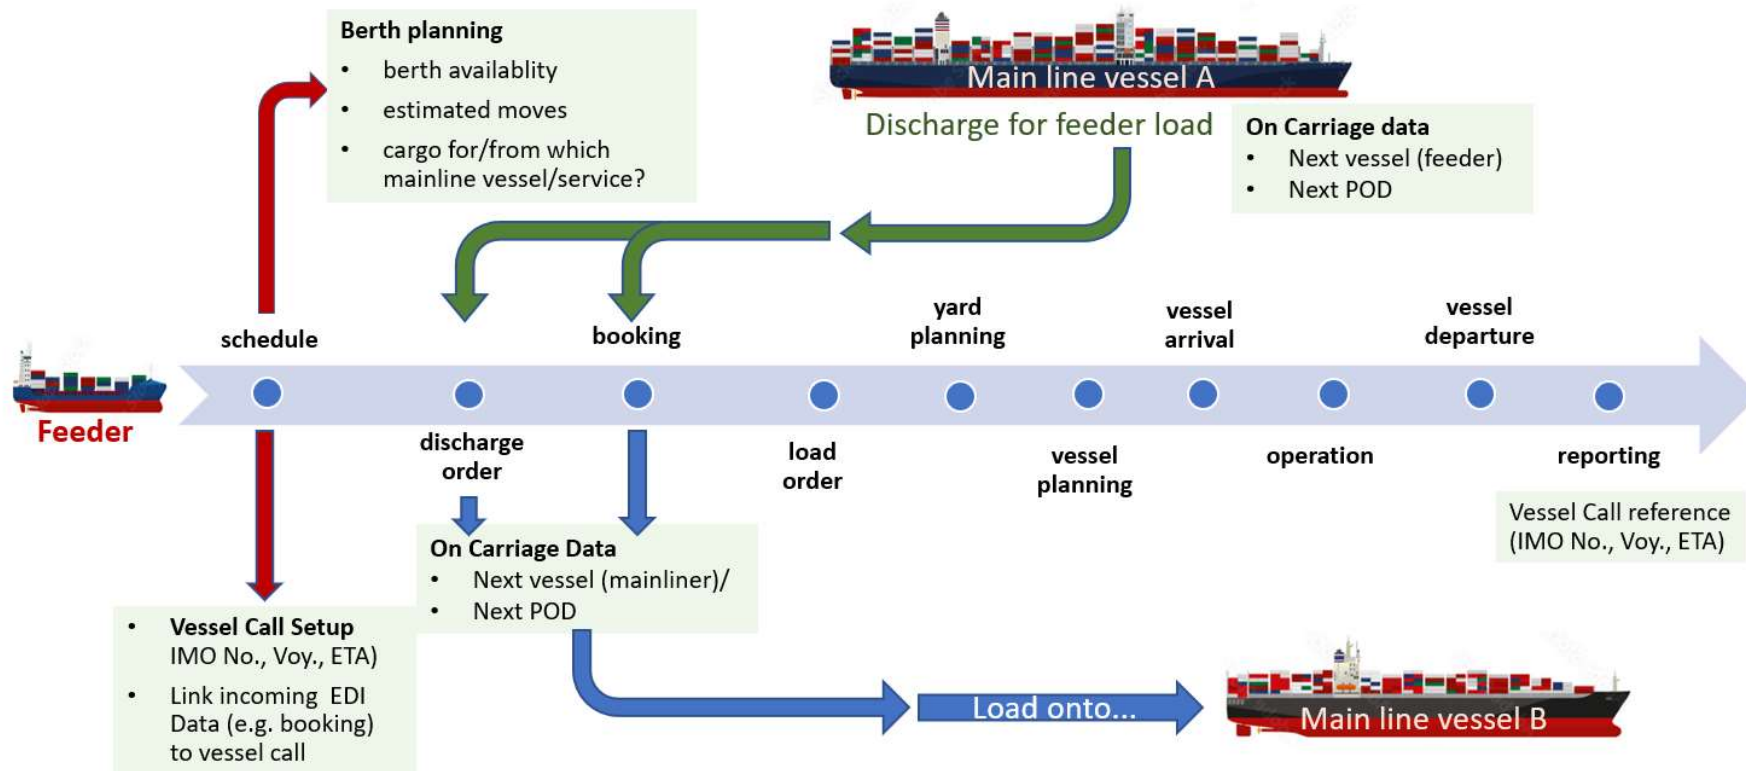 Berth planning
• berth availablity
• estimated moves
• cargo for/from which
mainline vessel/service?
Main line vessel A
Discharge for feeder load
On Carriage data
• Next vessel (feeder)
• Next POD
schedule
booking
yard
planning
vessel
arrival
vessel
departure
Feeder
discharge
order
load
order
vessel
planning
operation
reporting
Vessel Call reference
(IMO No., Voy., ETA)
On Carriage Data
• Next vessel (mainliner)/
• Next POD
• Vessel Call Setup
IMO No., Voy., ETA)
• Link incoming EDI
Data (e.g. booking)
to vessel call
Load onto...
Main line vessel B